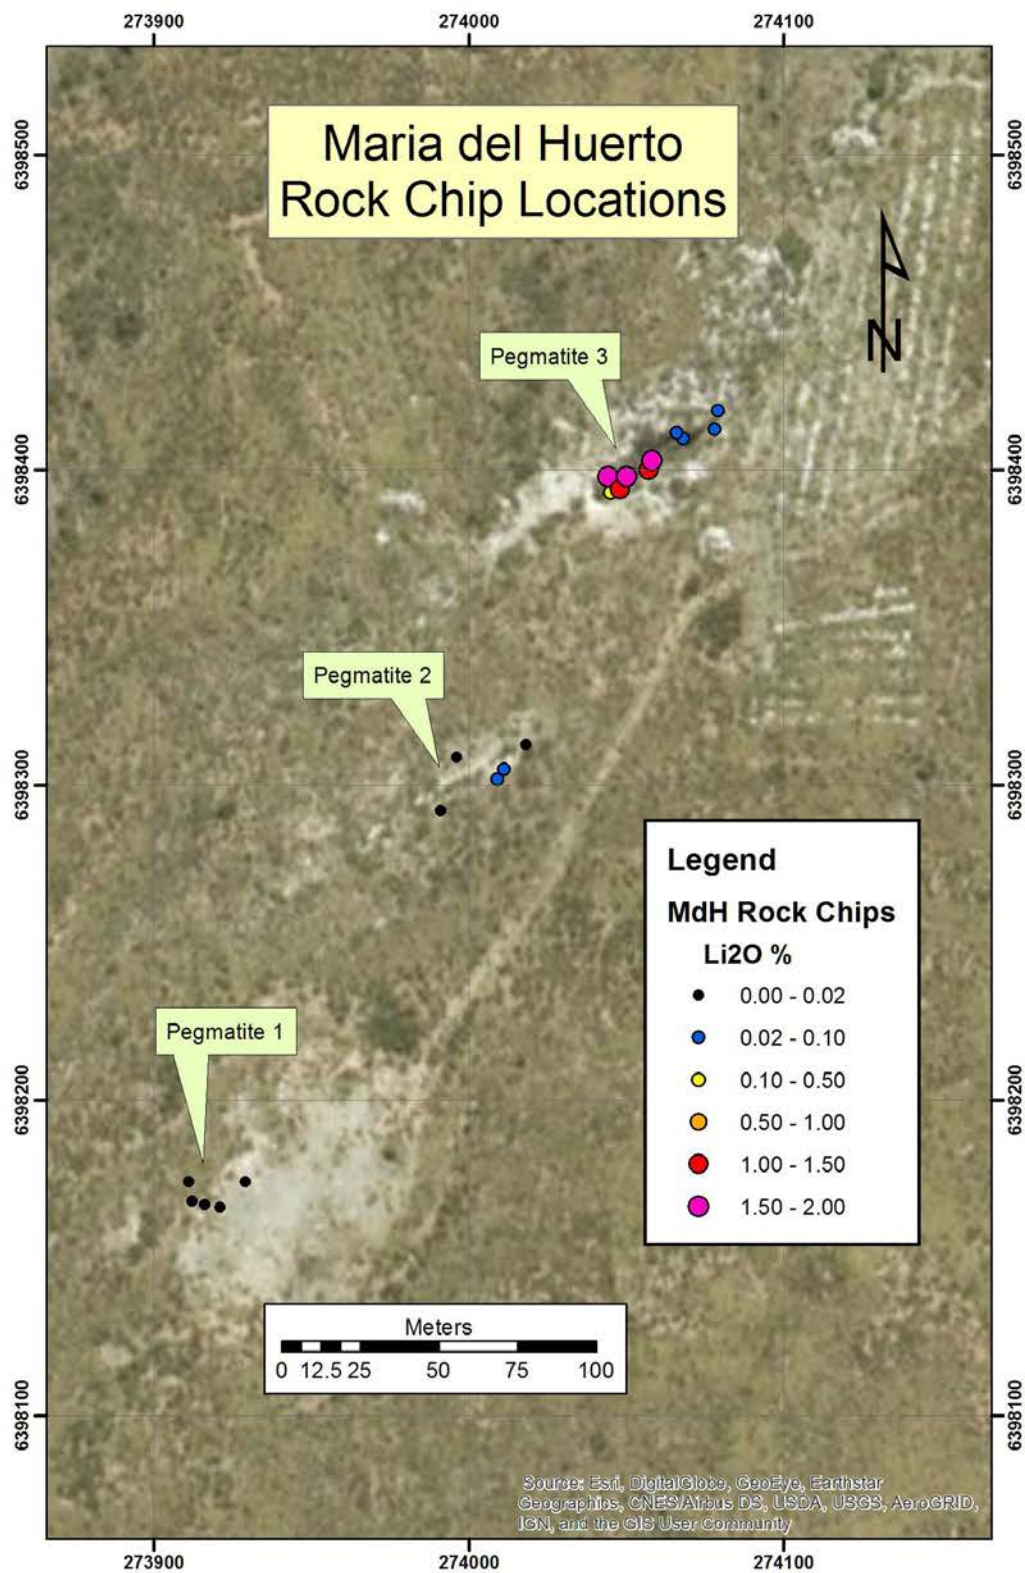 273900 274000 274100
Maria del Huerto
Rock Chip Locations
6398500 6398500
N
Pegmatite 3
6398400 6398400
Pegmatite 2
6398300 6398300
Legend
MdH Rock Chips
Li2O %
0.00 - 0.02
0.02 - 0.10
0.10 - 0.50
0.50 - 1.00
1.00 - 1.50
1.50 - 2.00
Pegmatite 1
6398200 6398200
Meters
0 12.5 25 50 75 100
6398100 6398100
Source: Esri, DigitalGlobe, GeoEye, Earthstar
Geographics, CNES/Airbus DS, USDA, USGS, AeroGRID,
IGN, and the GIS User Community
273900 274000 274100